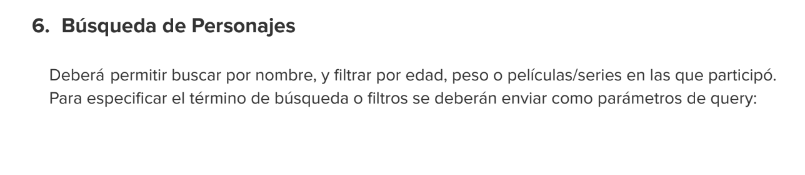 6. Búsqueda de Personajes
Deberá permitir buscar por nombre, y filtrar por edad, peso o películas/series en las que participó.
Para especificar el término de búsqueda o filtros se deberán enviar como parámetros de query: